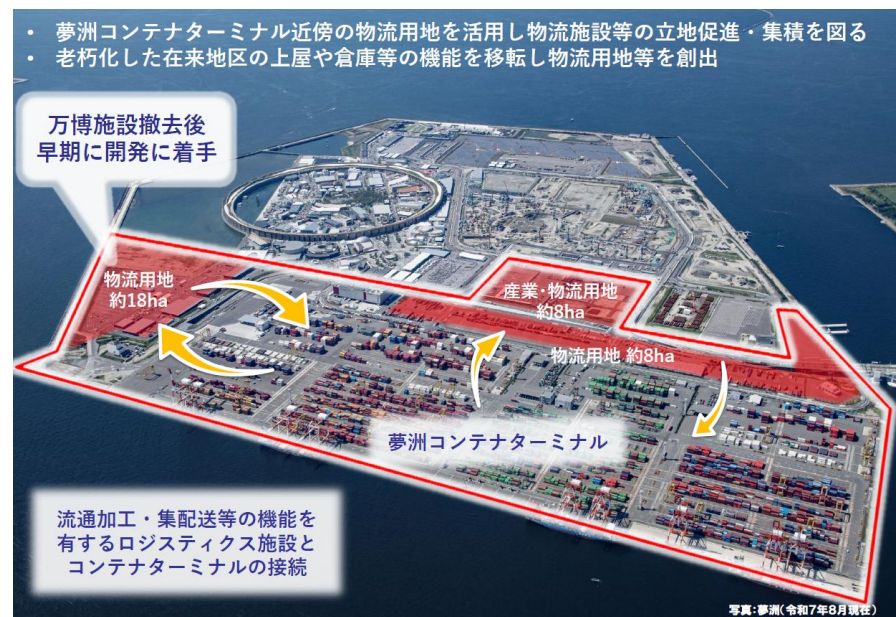 • 夢洲コンテナターミナル近傍の物流用地を活用し物流施設等の立地促進・集積を図る
• 老朽化した在来地区の上屋や倉庫等の機能を移転し物流用地等を創出
万博施設撤去後
早期に開発に着手
物流用地
約18ha
産業・物流用地
約8ha
物流用地 約8ha
夢洲コンテナターミナル
流通加工・集配送等の機能を
有するロジスティクス施設と
コンテナターミナルの接続
写真:夢洲(令和7年8月現在)